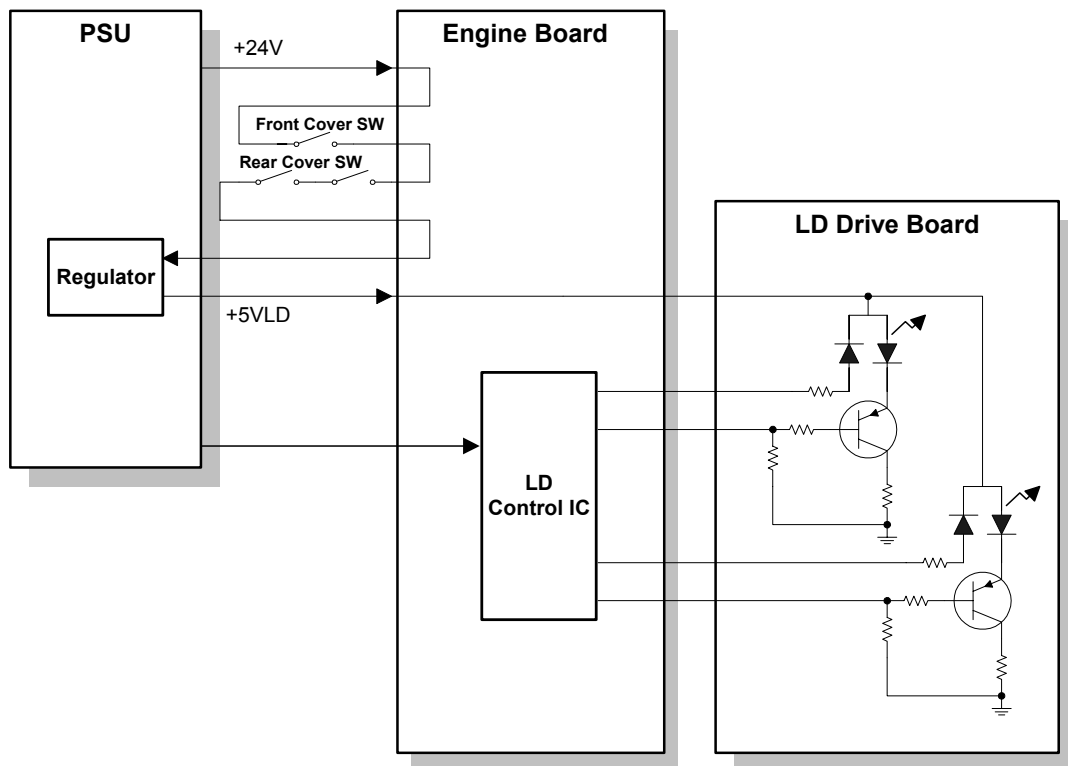 PSU
Engine Board
+24V
Front Cover SW
Rear Cover SW
LD Drive Board
Regulator
+5VLD
LD
Control IC